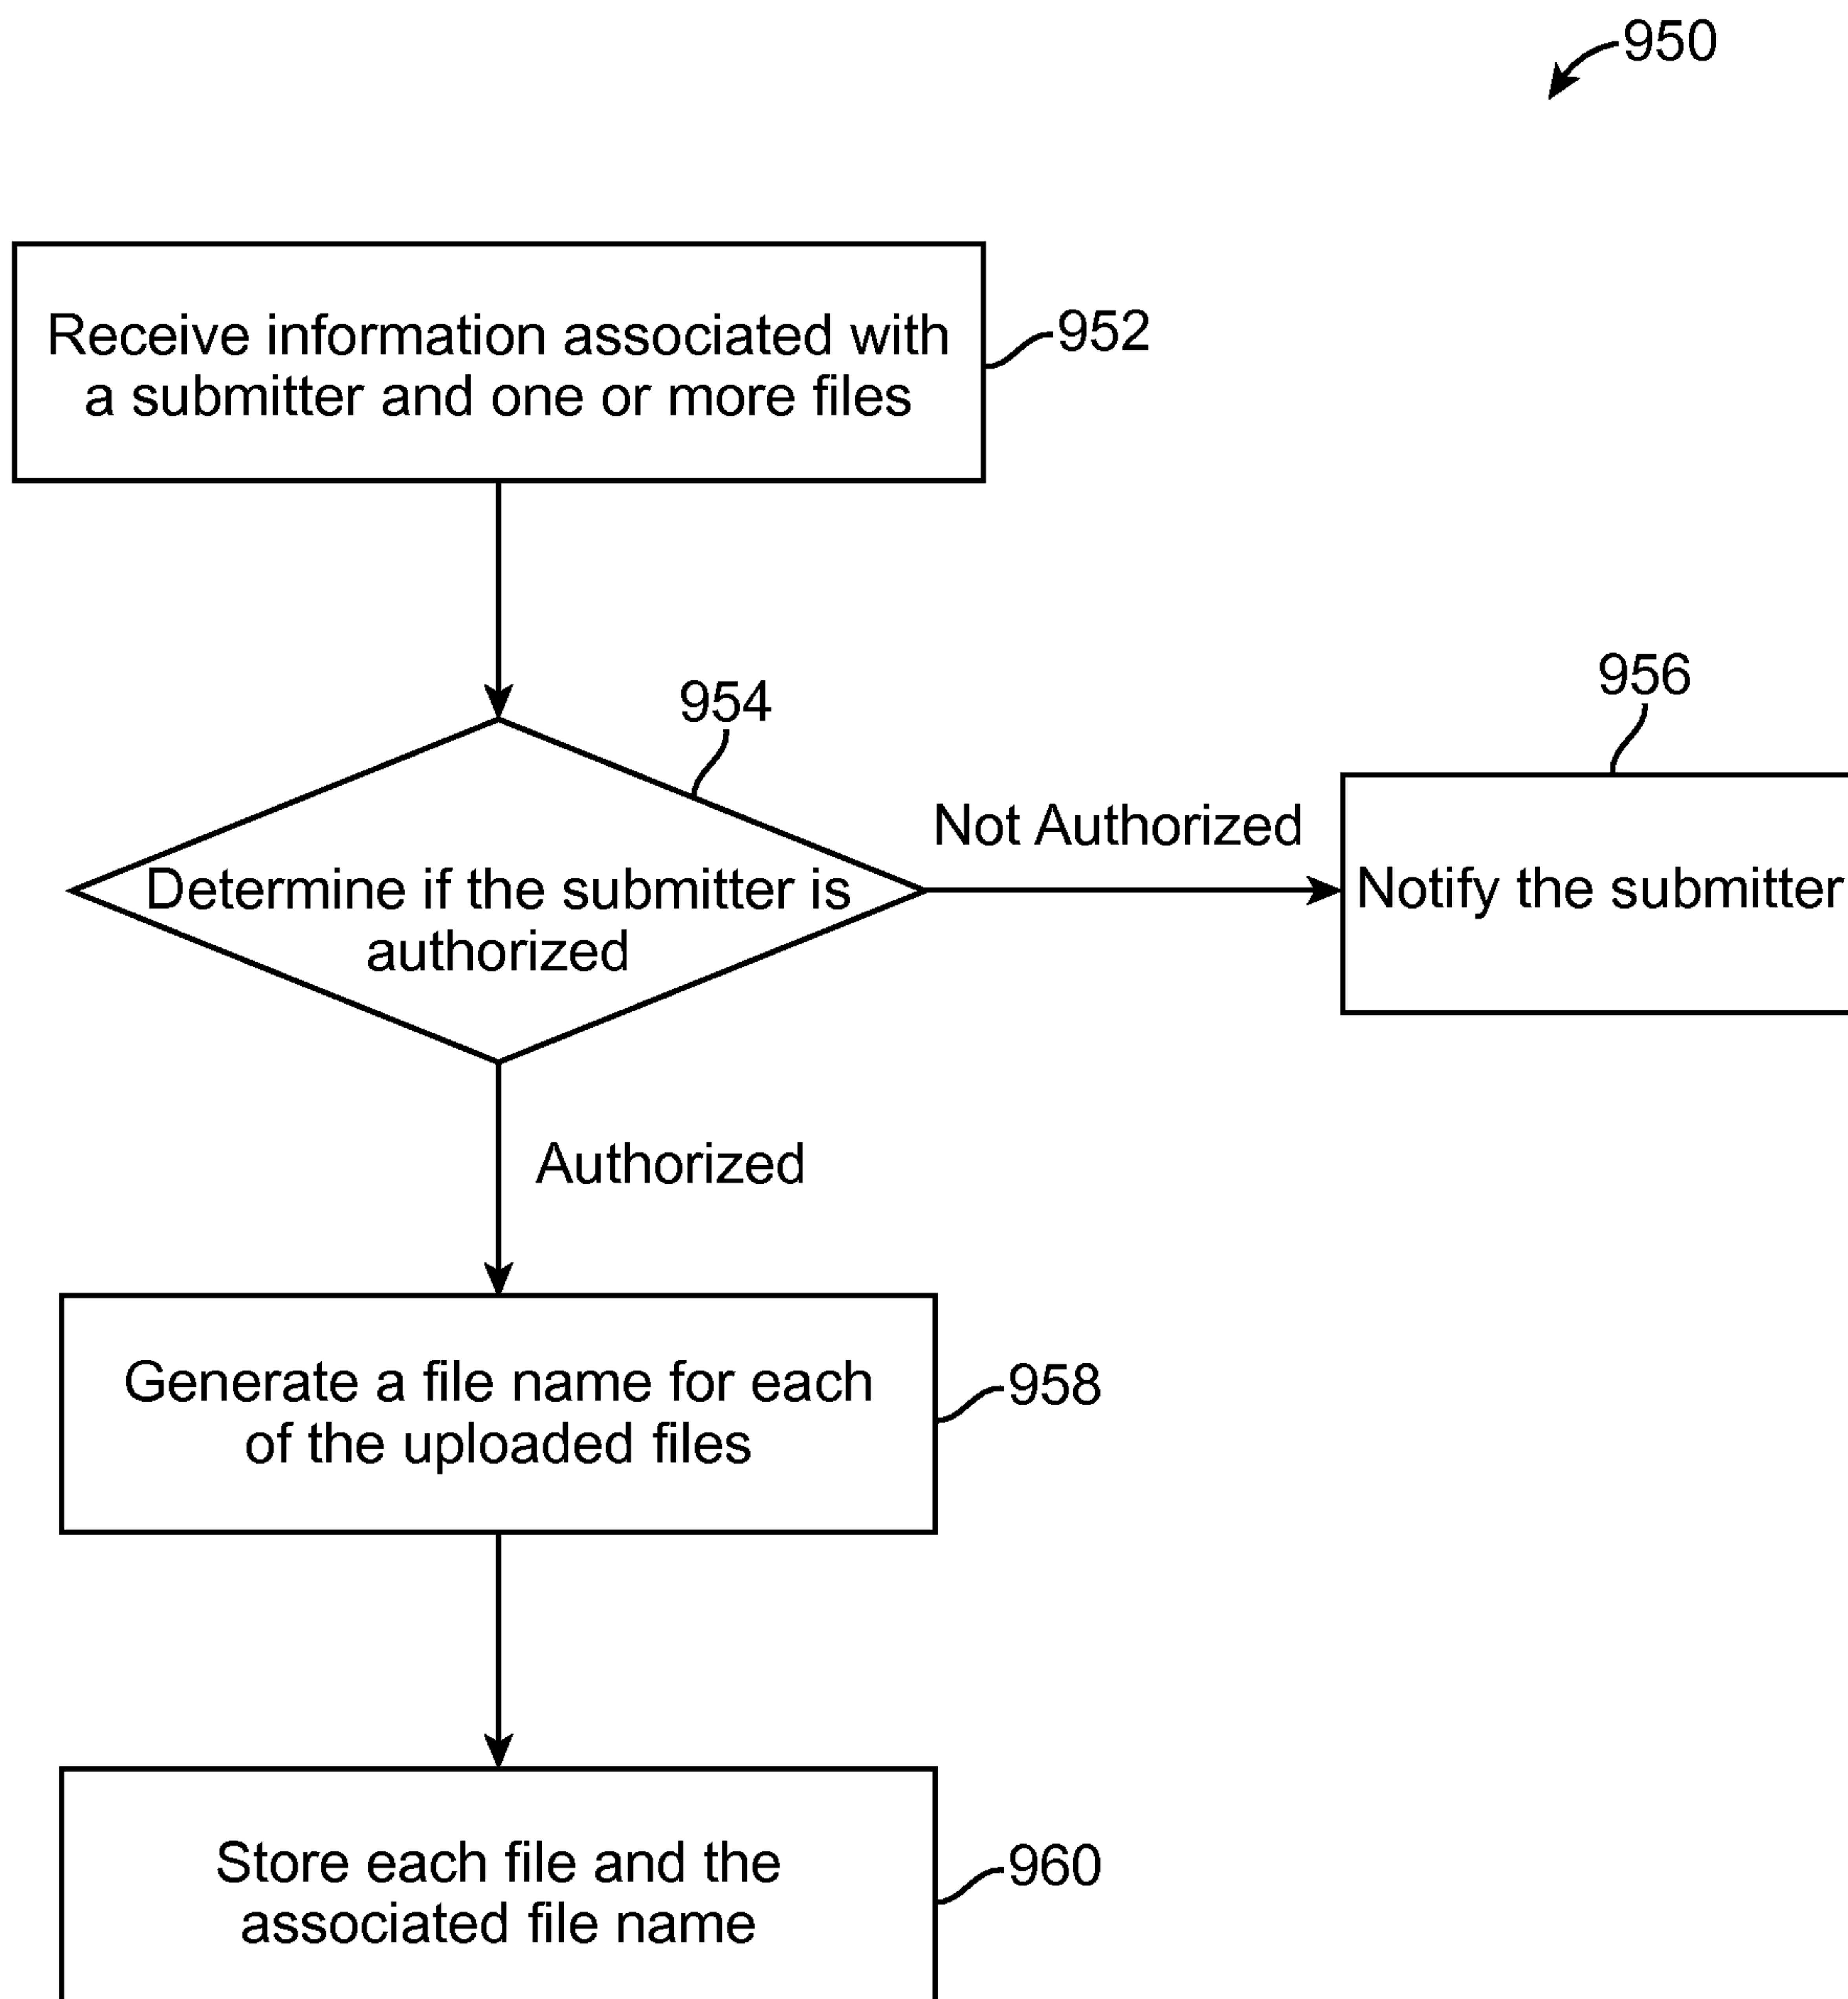 950
Receive information associated with
a submitter and one or more files
952
954
956
Not Authorized
Determine if the submitter is
authorized
Notify the submitter
Authorized
Generate a file name for each
of the uploaded files
958
Store each file and the
associated file name
960